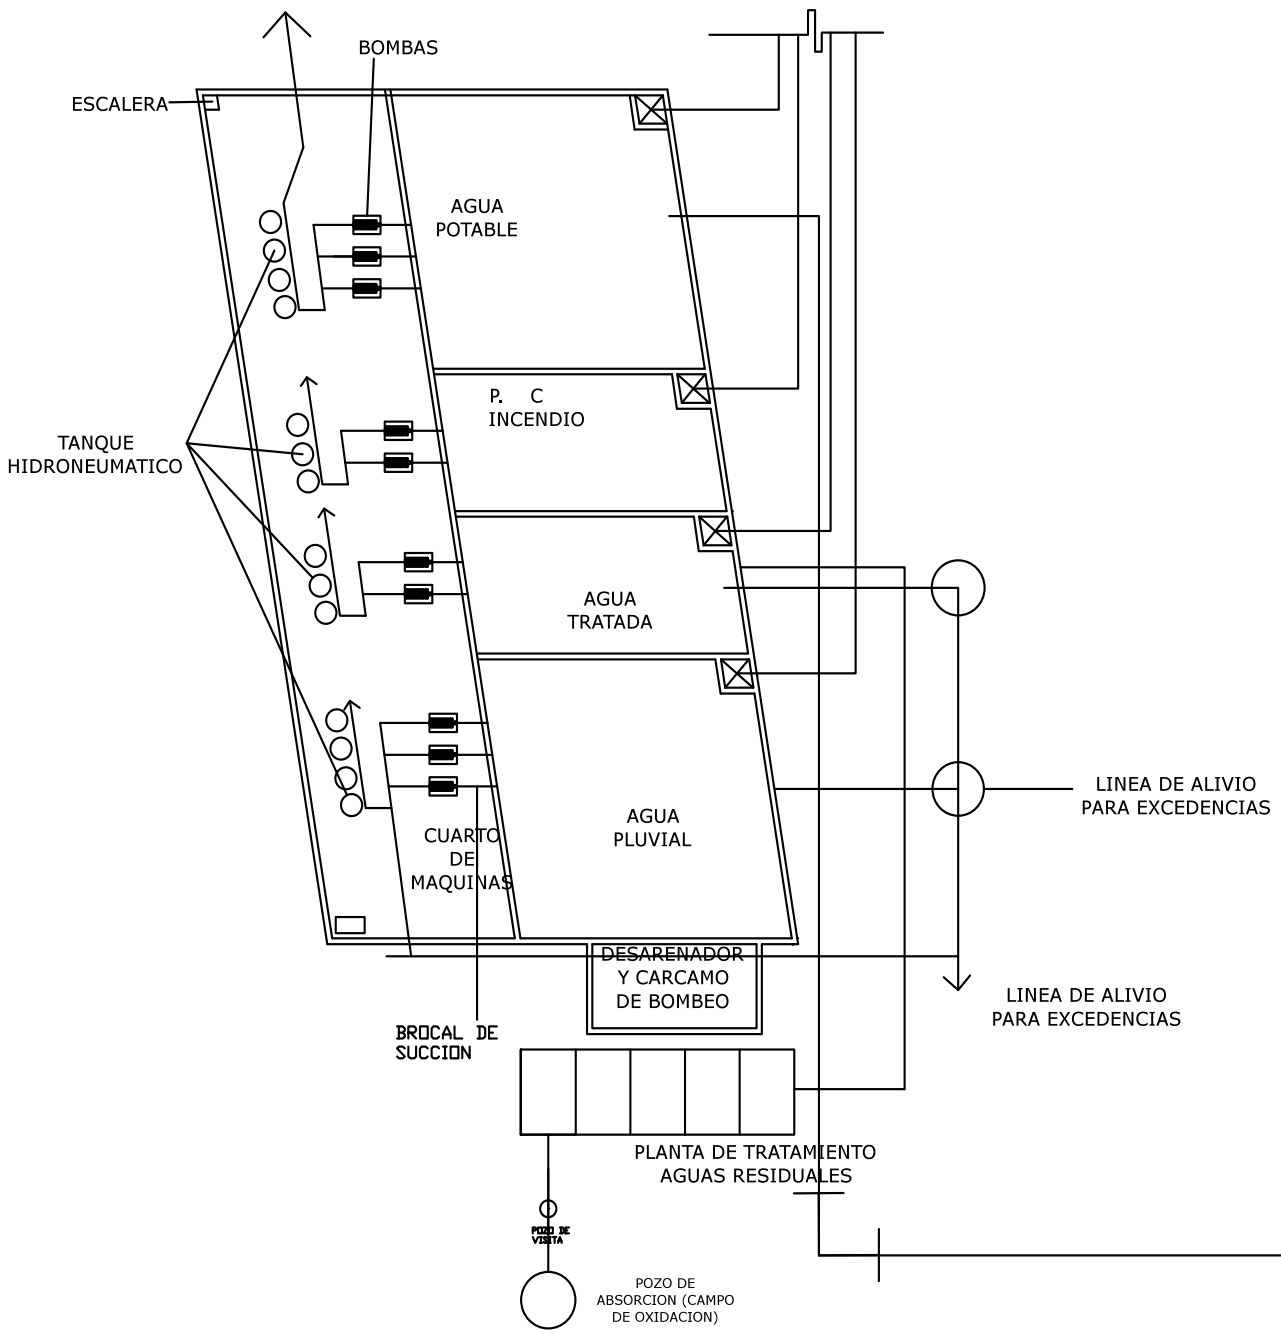 BOMBAS
ESCALERA
AGUA
POTABLE
P. C
INCENDIO
TANQUE
HIDRONEUMATICO
AGUA
TRATADA
LINEA DE ALIVIO
PARA EXCEDENCIAS
AGUA
PLUVIAL
CUARTO
DE
MAQUINAS
DESARENADOR
Y CARCAMO
DE BOMBEO
LINEA DE ALIVIO
PARA EXCEDENCIAS
BROCAL DE
SUCCION
PLANTA DE TRATAMIENTO
AGUAS RESIDUALES
POZO DE
VISITA
POZO DE
ABSORCION (CAMPO
DE OXIDACION)